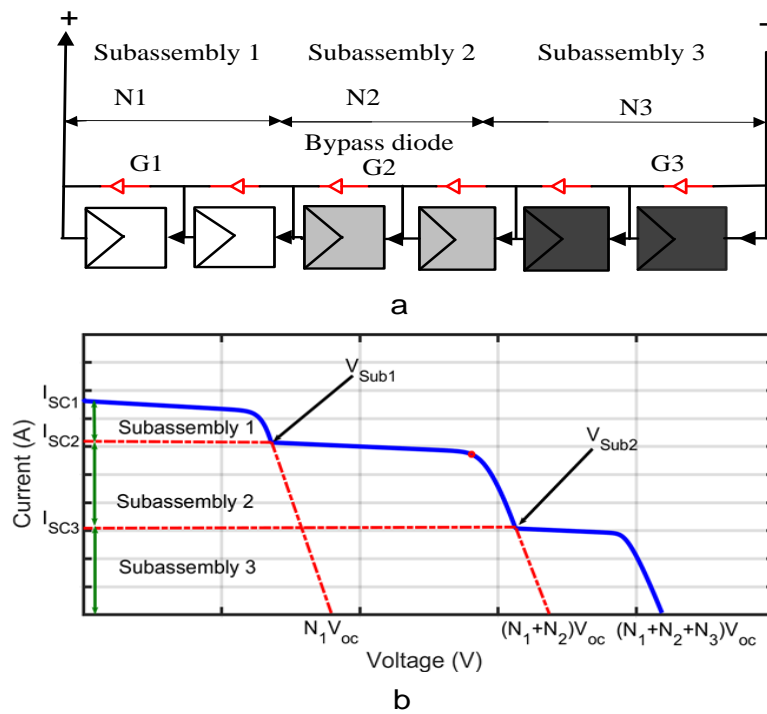 + -
Subassembly 1 Subassembly 2 Subassembly 3
N1 N2 N3
Bypass diode
G1 G2 G3
a
I_SC1
V_Sub1
I_SC2
Subassembly 1
V_Sub2
Subassembly 2
I_SC3
Subassembly 3
Current (A)
N_1V_oc (N_1+N_2)V_oc (N_1+N_2+N_3)V_oc
Voltage (V)
b